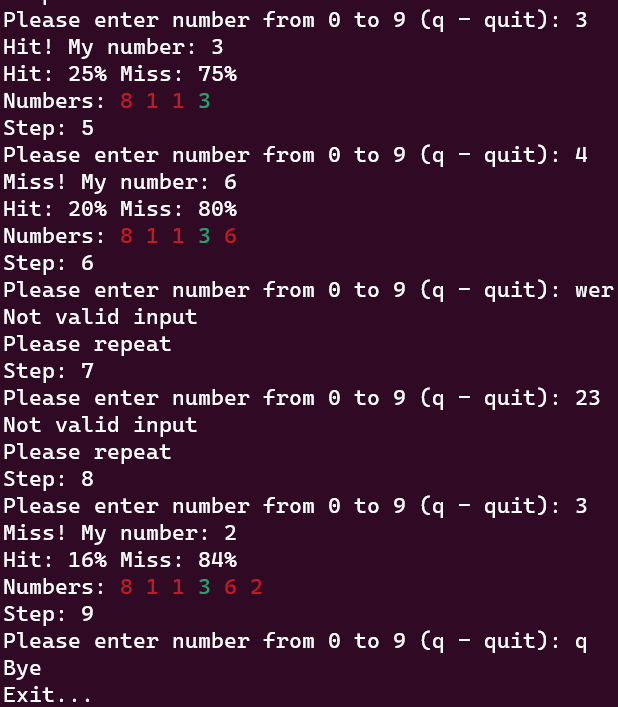 Please enter number from 0 to 9 (q - quit): 3
Hit! My number: 3
Hit: 25% Miss: 75%
Numbers: 8 1 1 3
Step: 5
Please enter number from 0 to 9 (q - quit): 4
Miss! My number: 6
Hit: 20% Miss: 80%
Numbers: 8 1 1 3 6
Step: 6
Please enter number from 0 to 9 (q - quit): wer
Not valid input
Please repeat
Step: 7
Please enter number from 0 to 9 (q - quit): 23
Not valid input
Please repeat
Step: 8
Please enter number from 0 to 9 (q - quit): 3
Miss! My number: 2
Hit: 16% Miss: 84%
Numbers: 8 1 1 3 6 2
Step: 9
Please enter number from 0 to 9 (q - quit): q
Bye
Exit...